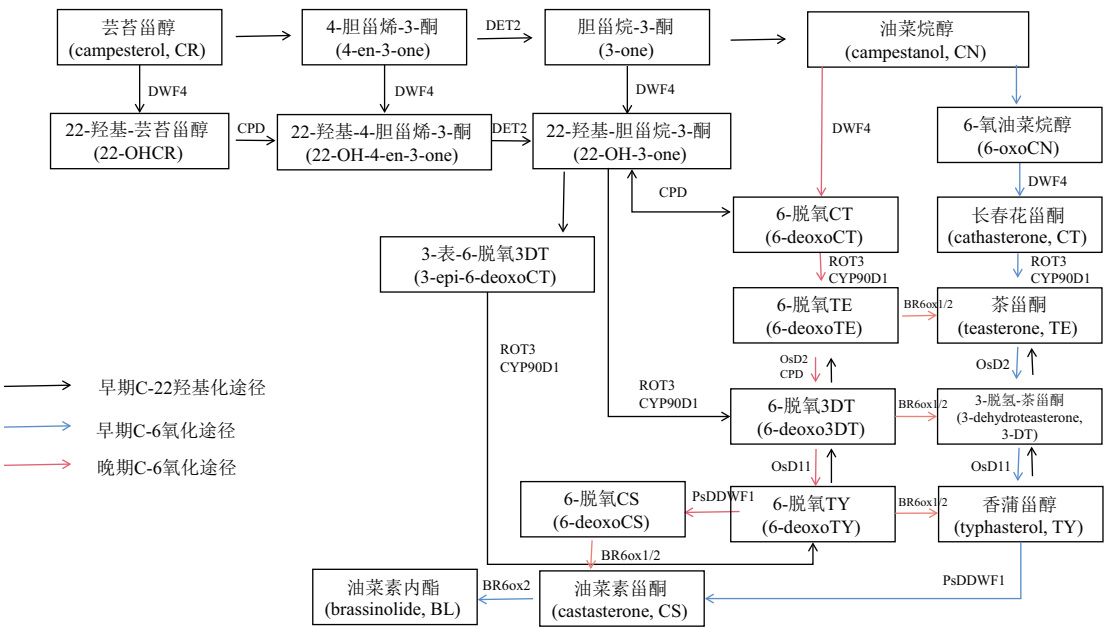 芸苔甾醇
(campesterol, CR)
4-胆甾烯-3-酮
(4-en-3-one)
DET2
胆甾烷-3-酮
(3-one)
油菜烷醇
(campestanol, CN)
DWF4
DWF4
DWF4
DWF4
22-羟基-芸苔甾醇
(22-OHCR)
CPD
22-羟基-4-胆甾烯-3-酮
(22-OH-4-en-3-one)
DET2
22-羟基-胆甾烷-3-酮
(22-OH-3-one)
6-氧油菜烷醇
(6-oxoCN)
DWF4
CPD
6-脱氧CT
(6-deoxoCT)
长春花甾酮
(cathasterone, CT)
3-表-6-脱氧3DT
(3-epi-6-deoxoCT)
ROT3
CYP90D1
ROT3
CYP90D1
6-脱氧TE
(6-deoxoTE)
BR6ox1/2
茶甾酮
(teasterone, TE)
ROT3
CYP90D1
OsD2
CPD
OsD2
早期C-22羟基化途径
ROT3
CYP90D1
6-脱氧3DT
(6-deoxo3DT)
BR6ox1/2
3-脱氢-茶甾酮
(3-dehydroteasterone,
3-DT)
早期C-6氧化途径
晚期C-6氧化途径
OsD11
OsD11
6-脱氧CS
(6-deoxoCS)
PsDDWF1
6-脱氧TY
(6-deoxoTY)
BR6ox1/2
香蒲甾醇
(typhasterol, TY)
BR6ox1/2
PsDDWF1
油菜素内酯
(brassinolide, BL)
BR6ox2
油菜素甾酮
(castasterone, CS)